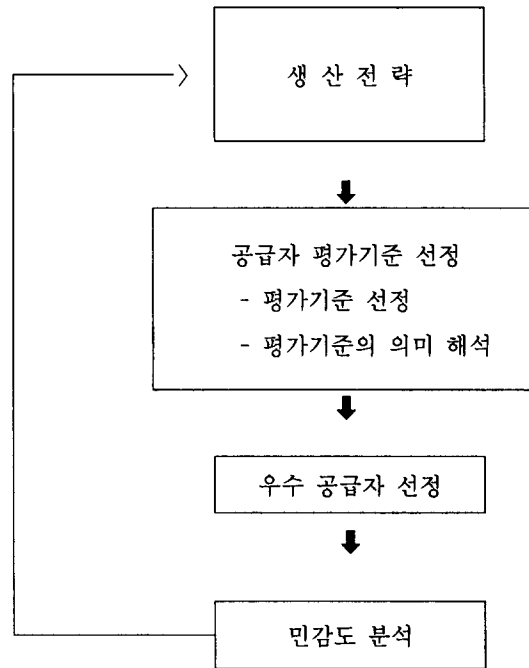 생 산 전 략
공급자 평가기준 선정
- 평가기준 선정
- 평가기준의 의미 해석
우수 공급자 선정
민감도 분석